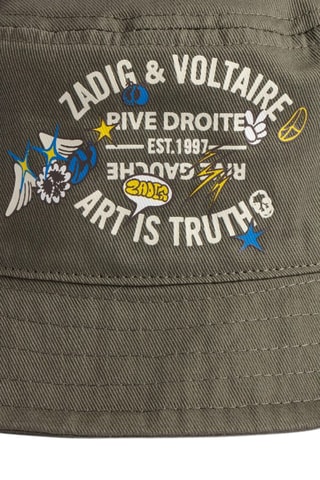 ZADIG & VOLTAIRE
RIVE DROITE
EST. 1997
RIVE GAUCHE
ZADIG
ART IS TRUTH